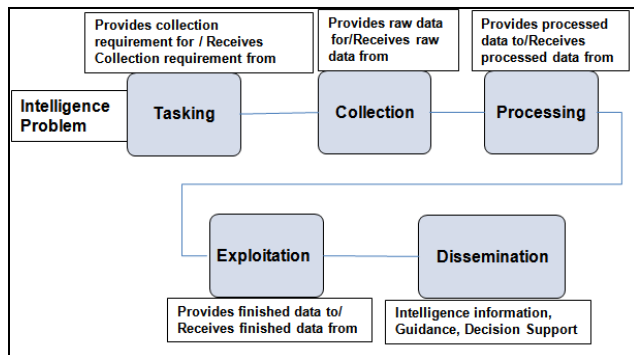 Provides collection
requirement for / Receives
Collection requirement from
Provides raw data
for/Receives raw
data from
Provides processed
data to/Receives
processed data from
Intelligence
Problem
Tasking
Collection
Processing
Exploitation
Dissemination
Provides finished data to/
Receives finished data from
Intelligence information,
Guidance, Decision Support